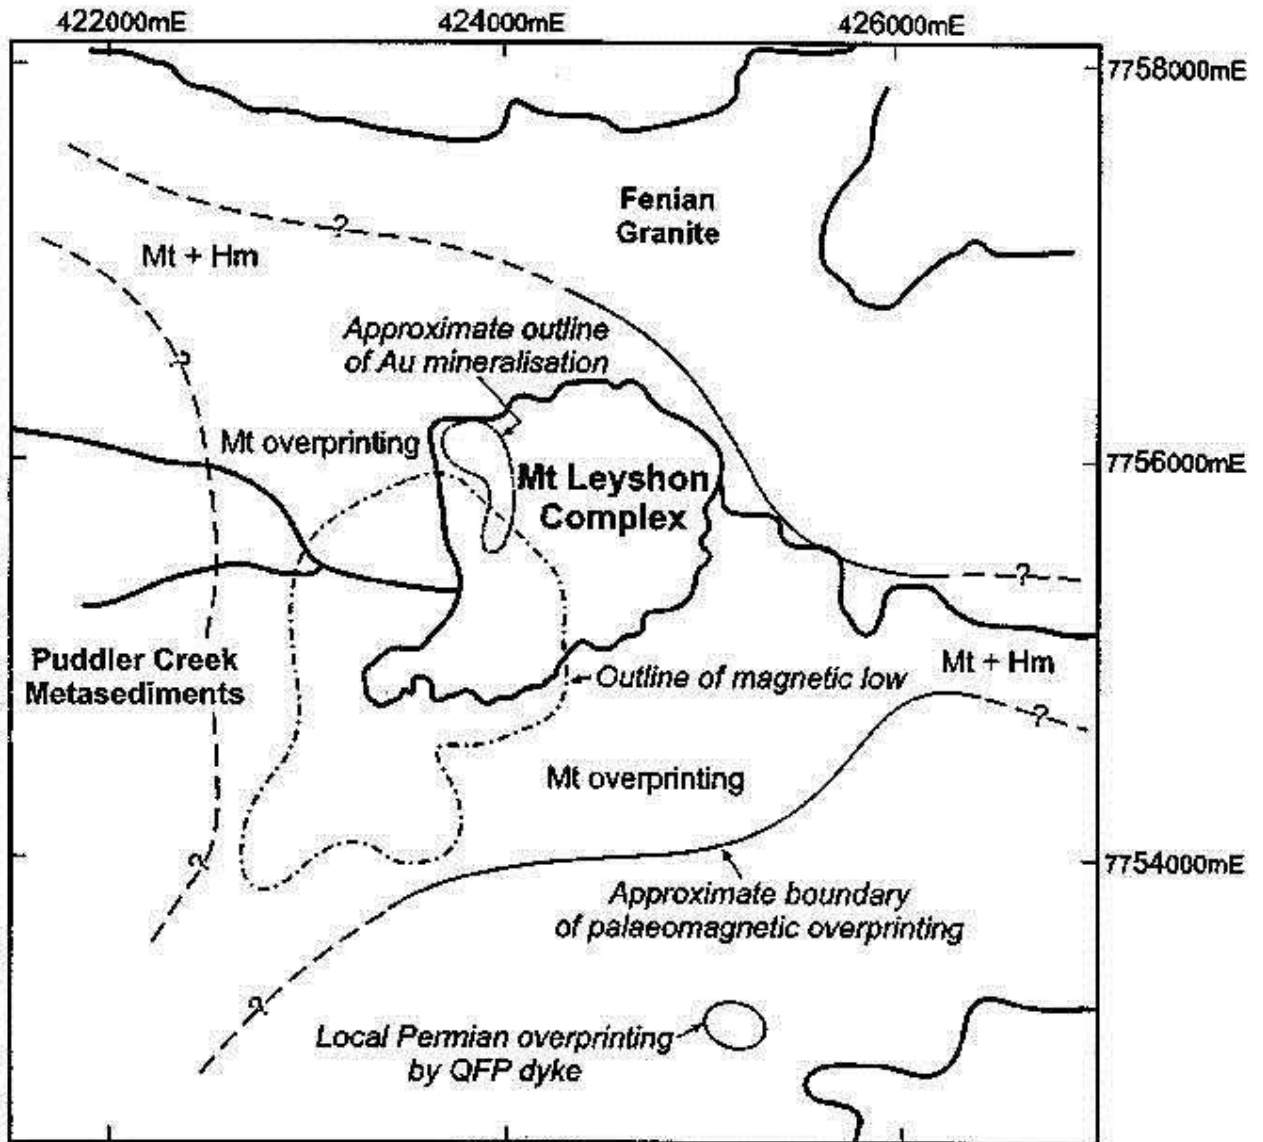 422000mE
424000mE
426000mE
7758000mE
Fenian
Granite
?
Mt + Hm
Approximate outline
of Au mineralisation
?
Mt overprinting
Mt Leyshon
Complex
7756000mE
?
Puddler Creek
Metasediments
Mt + Hm
Outline of magnetic low
?
Mt overprinting
?
7754000mE
Approximate boundary
of palaeomagnetic overprinting
?
Local Permian overprinting
by QFP dyke